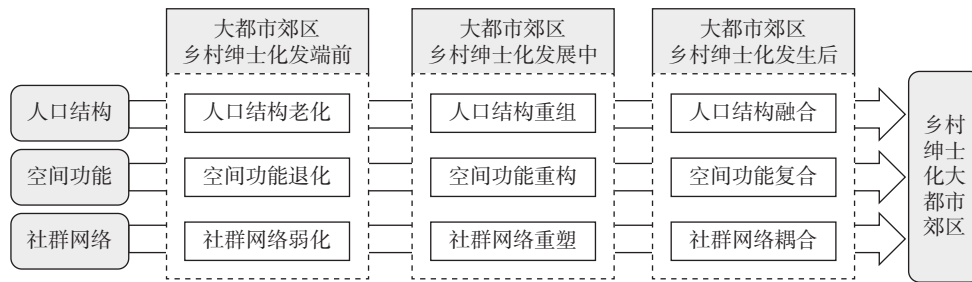 大都市郊区
乡村绅士化发端前
大都市郊区
乡村绅士化发展中
大都市郊区
乡村绅士化发生后
人口结构
人口结构老化
人口结构重组
人口结构融合
空间功能
空间功能退化
空间功能重构
空间功能复合
社群网络
社群网络弱化
社群网络重塑
社群网络耦合
乡村
绅士
化大
都市
郊区